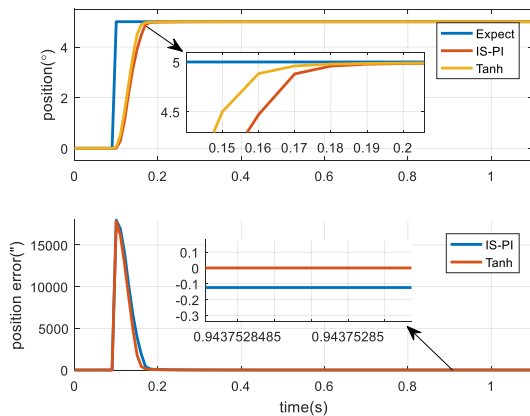 position(°)
4
2
0
Expect
IS-PI
Tanh
5
4.5
0.15 0.16 0.17 0.18 0.19 0.2
0 0.2 0.4 0.6 0.8 1
position error(")
15000
10000
5000
0
IS-PI
Tanh
0.1
0
-0.1
-0.3
0.9437528485 0.94375285
0 0.2 0.4 0.6 0.8 1
time(s)